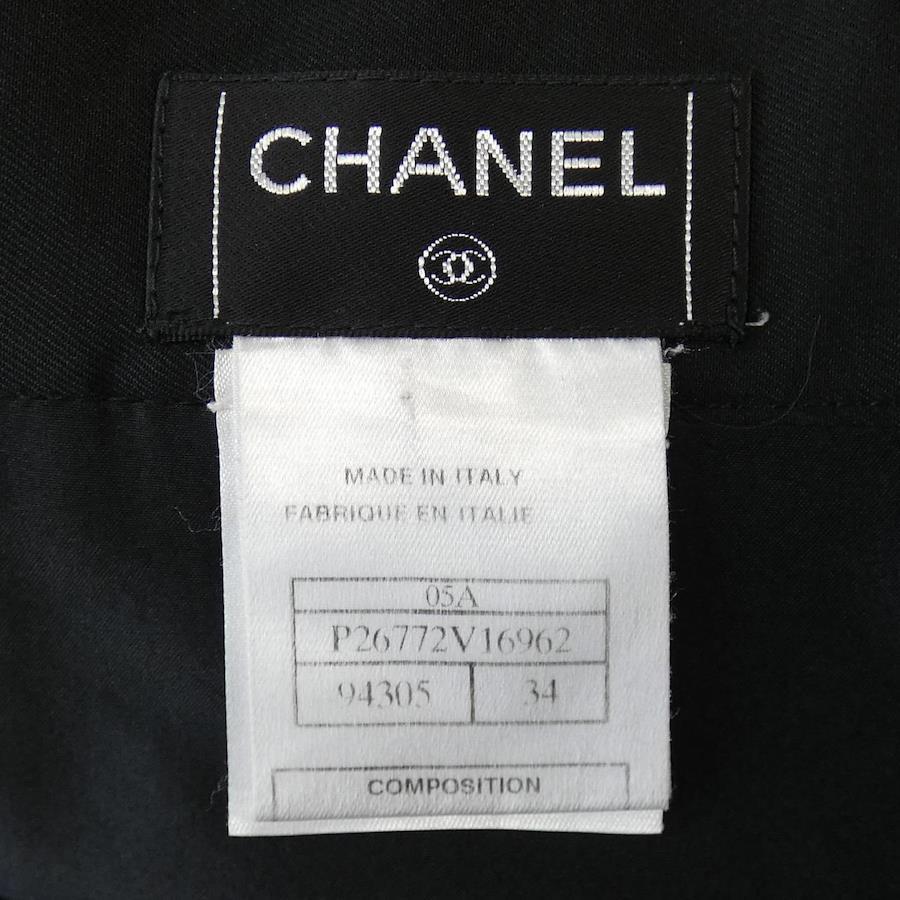 CHANEL
MADE IN ITALY
FABRIQUE EN ITALIE
05A
P26772V16962
94305 34
COMPOSITION